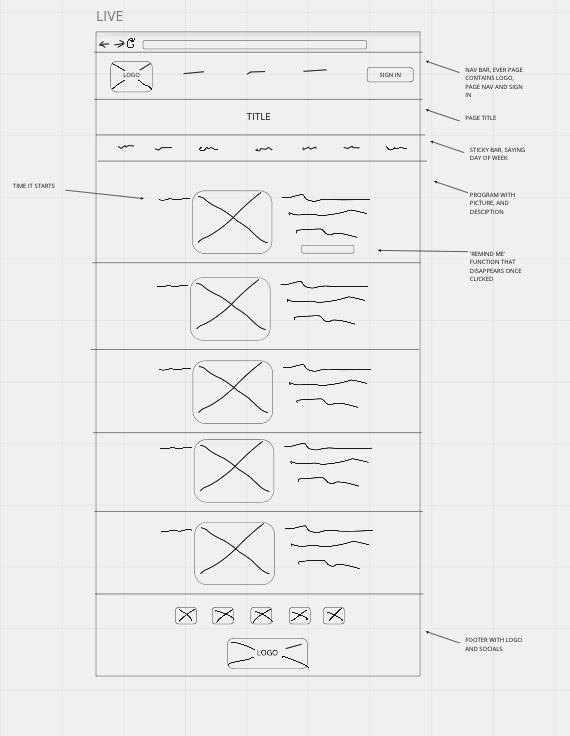 LIVE
LOGO
SIGN IN
NAV BAR, EVER PAGE
CONTAINS LOGO,
PAGE NAV AND SIGN
IN
TITLE
PAGE TITLE
STICKY BAR, SAYING
DAY OF WEEK
TIME IT STARTS
PROGRAM WITH
PICTURE, AND
DESCIPTION
'REMIND ME'
FUNCTION THAT
DISAPPEARS ONCE
CLICKED
FOOTER WITH LOGO
AND SOCIALS
LOGO